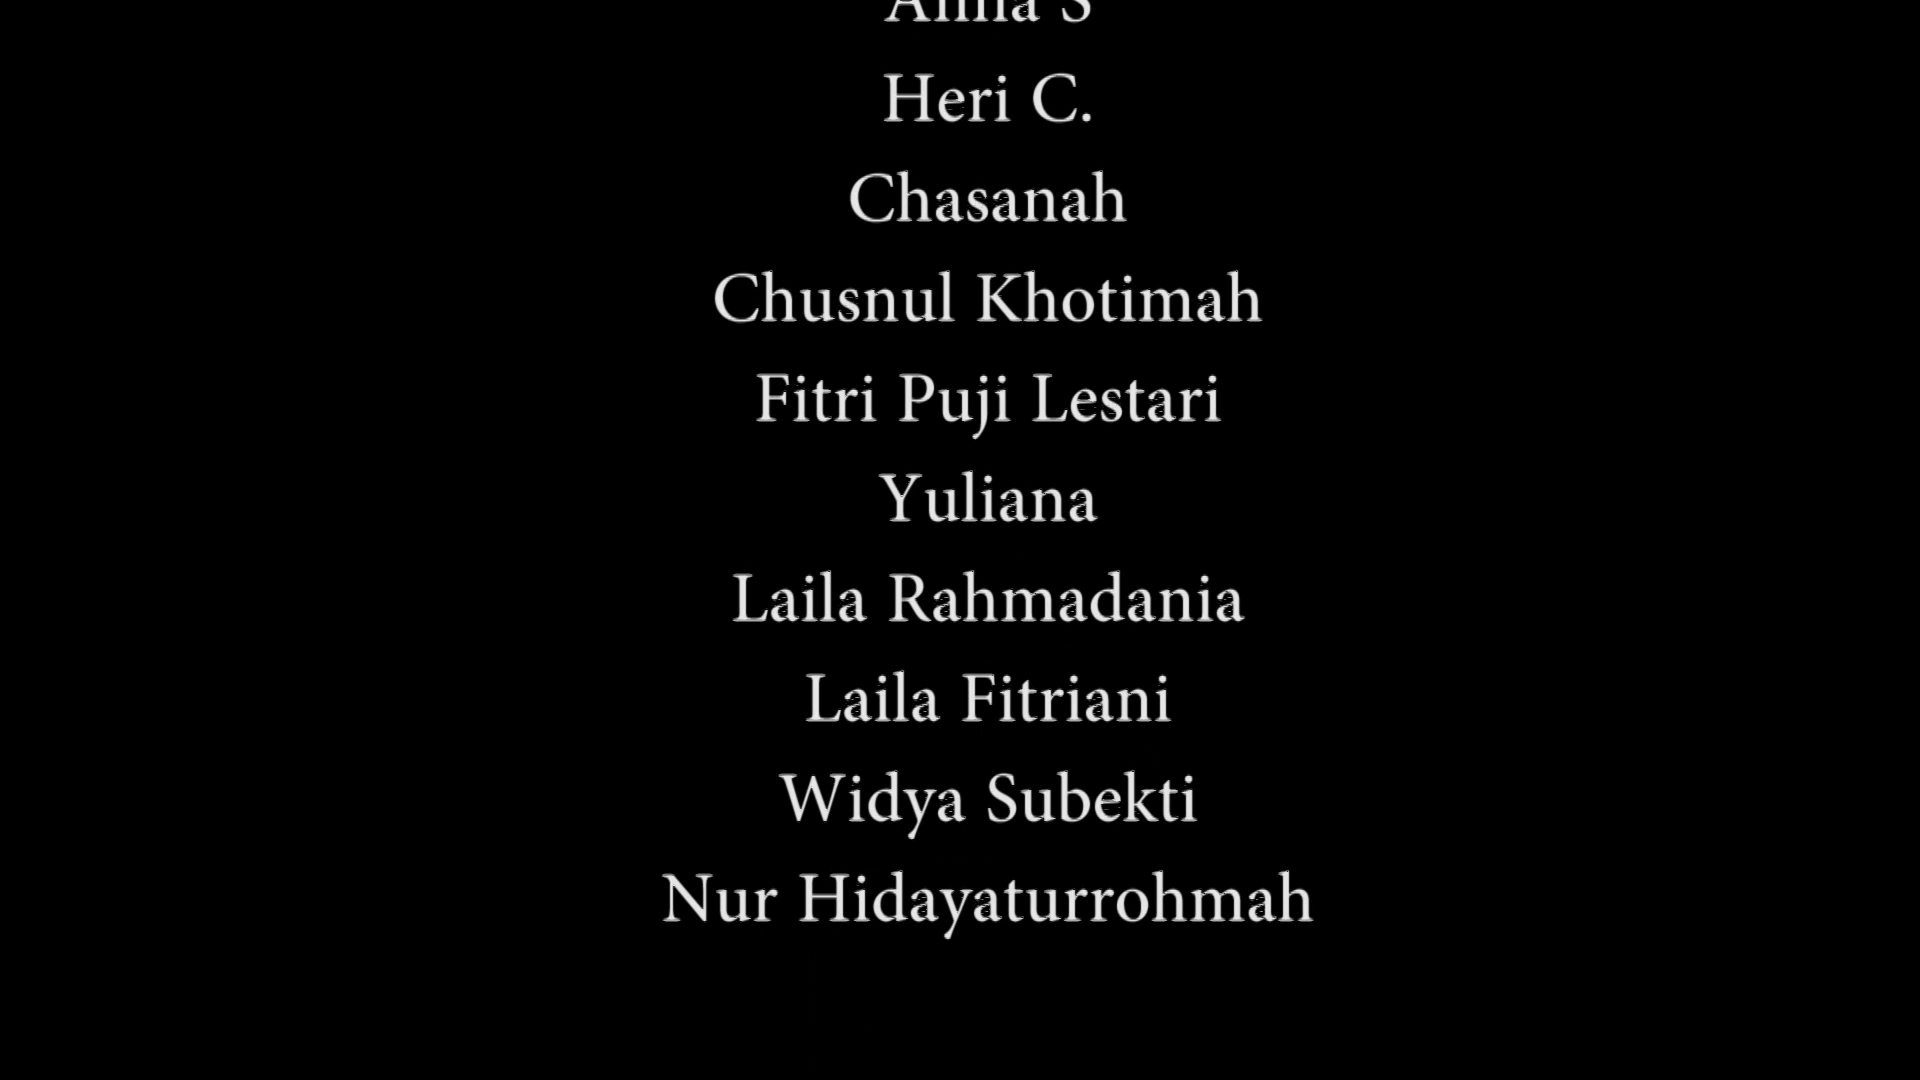 S
Heri C.
Chasanah
Chusnul Khotimah
Fitri Puji Lestari
Yuliana
Laila Rahmadania
Laila Fitriani
Widya Subekti
Nur Hidayaturrohmah